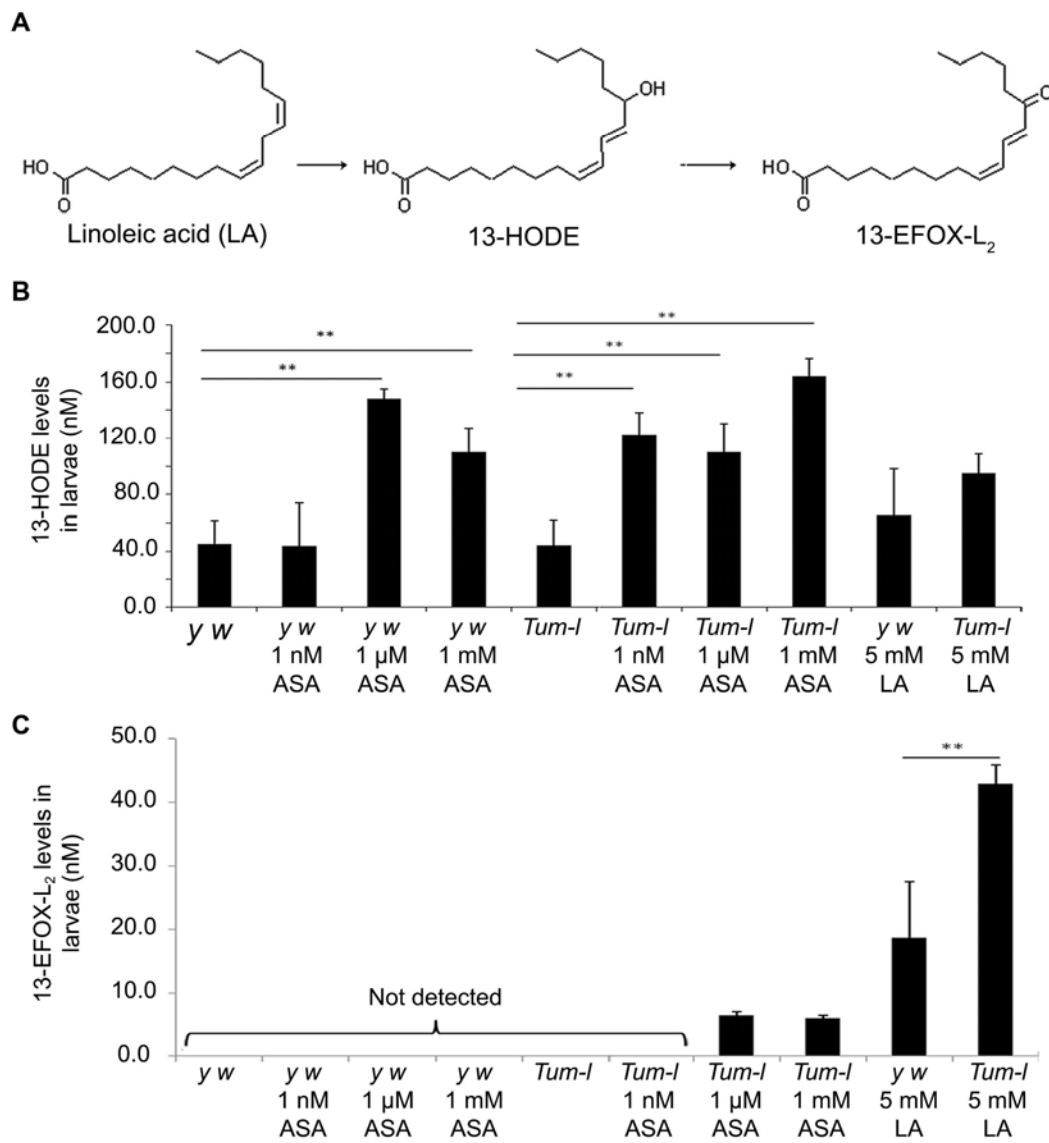 A
HO
O
OH
HO
O
O
HO
O
Linoleic acid (LA)
13-HODE
13-EFOX-L2
B
13-HODE levels
in larvae (nM)
200.0
160.0
120.0
80.0
40.0
0.0
**
**
**
**
**
y w
y w
1 nM
ASA
y w
1 µM
ASA
y w
1 mM
ASA
Tum-l
Tum-l
1 nM
ASA
Tum-l
1 µM
ASA
Tum-l
1 mM
ASA
y w
5 mM
LA
Tum-l
5 mM
LA
C
13-EFOX-L2 levels in
larvae (nM)
50.0
40.0
30.0
20.0
10.0
0.0
**
Not detected
y w
y w
1 nM
ASA
y w
1 µM
ASA
y w
1 mM
ASA
Tum-l
Tum-l
1 nM
ASA
Tum-l
1 µM
ASA
Tum-l
1 mM
ASA
y w
5 mM
LA
Tum-l
5 mM
LA